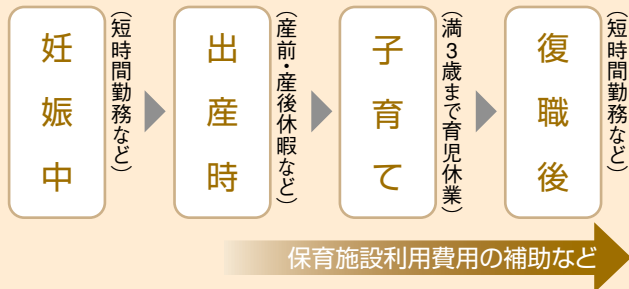 妊娠中
（短時間勤務など）
出産時
（産前・産後休暇など）
子育て
（満3歳まで育児休業）
復職後
（短時間勤務など）
保育施設利用費用の補助など